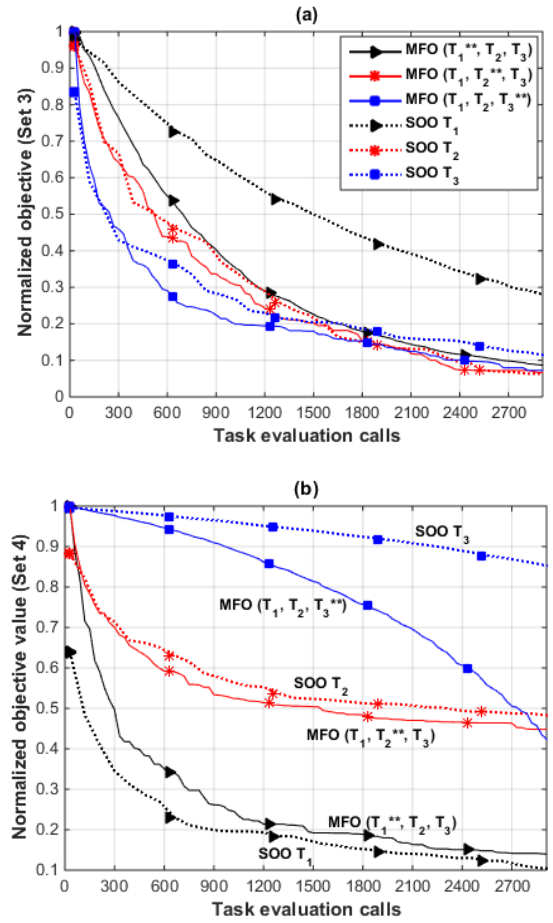 (a)
Normalized objective (Set 3)
1
0.9
0.8
0.7
0.6
0.5
0.4
0.3
0.2
0.1
0
MFO (T1**, T2, T3)
MFO (T1, T2**, T3)
MFO (T1, T2, T3**)
SOO T1
SOO T2
SOO T3
0 300 600 900 1200 1500 1800 2100 2400 2700
Task evaluation calls
(b)
Normalized objective value (Set 4)
1
0.9
0.8
0.7
0.6
0.5
0.4
0.3
0.2
0.1
SOO T3
MFO (T1, T2, T3**)
SOO T2
MFO (T1, T2**, T3)
MFO (T1**, T2, T3)
SOO T1
0 300 600 900 1200 1500 1800 2100 2400 2700
Task evaluation calls